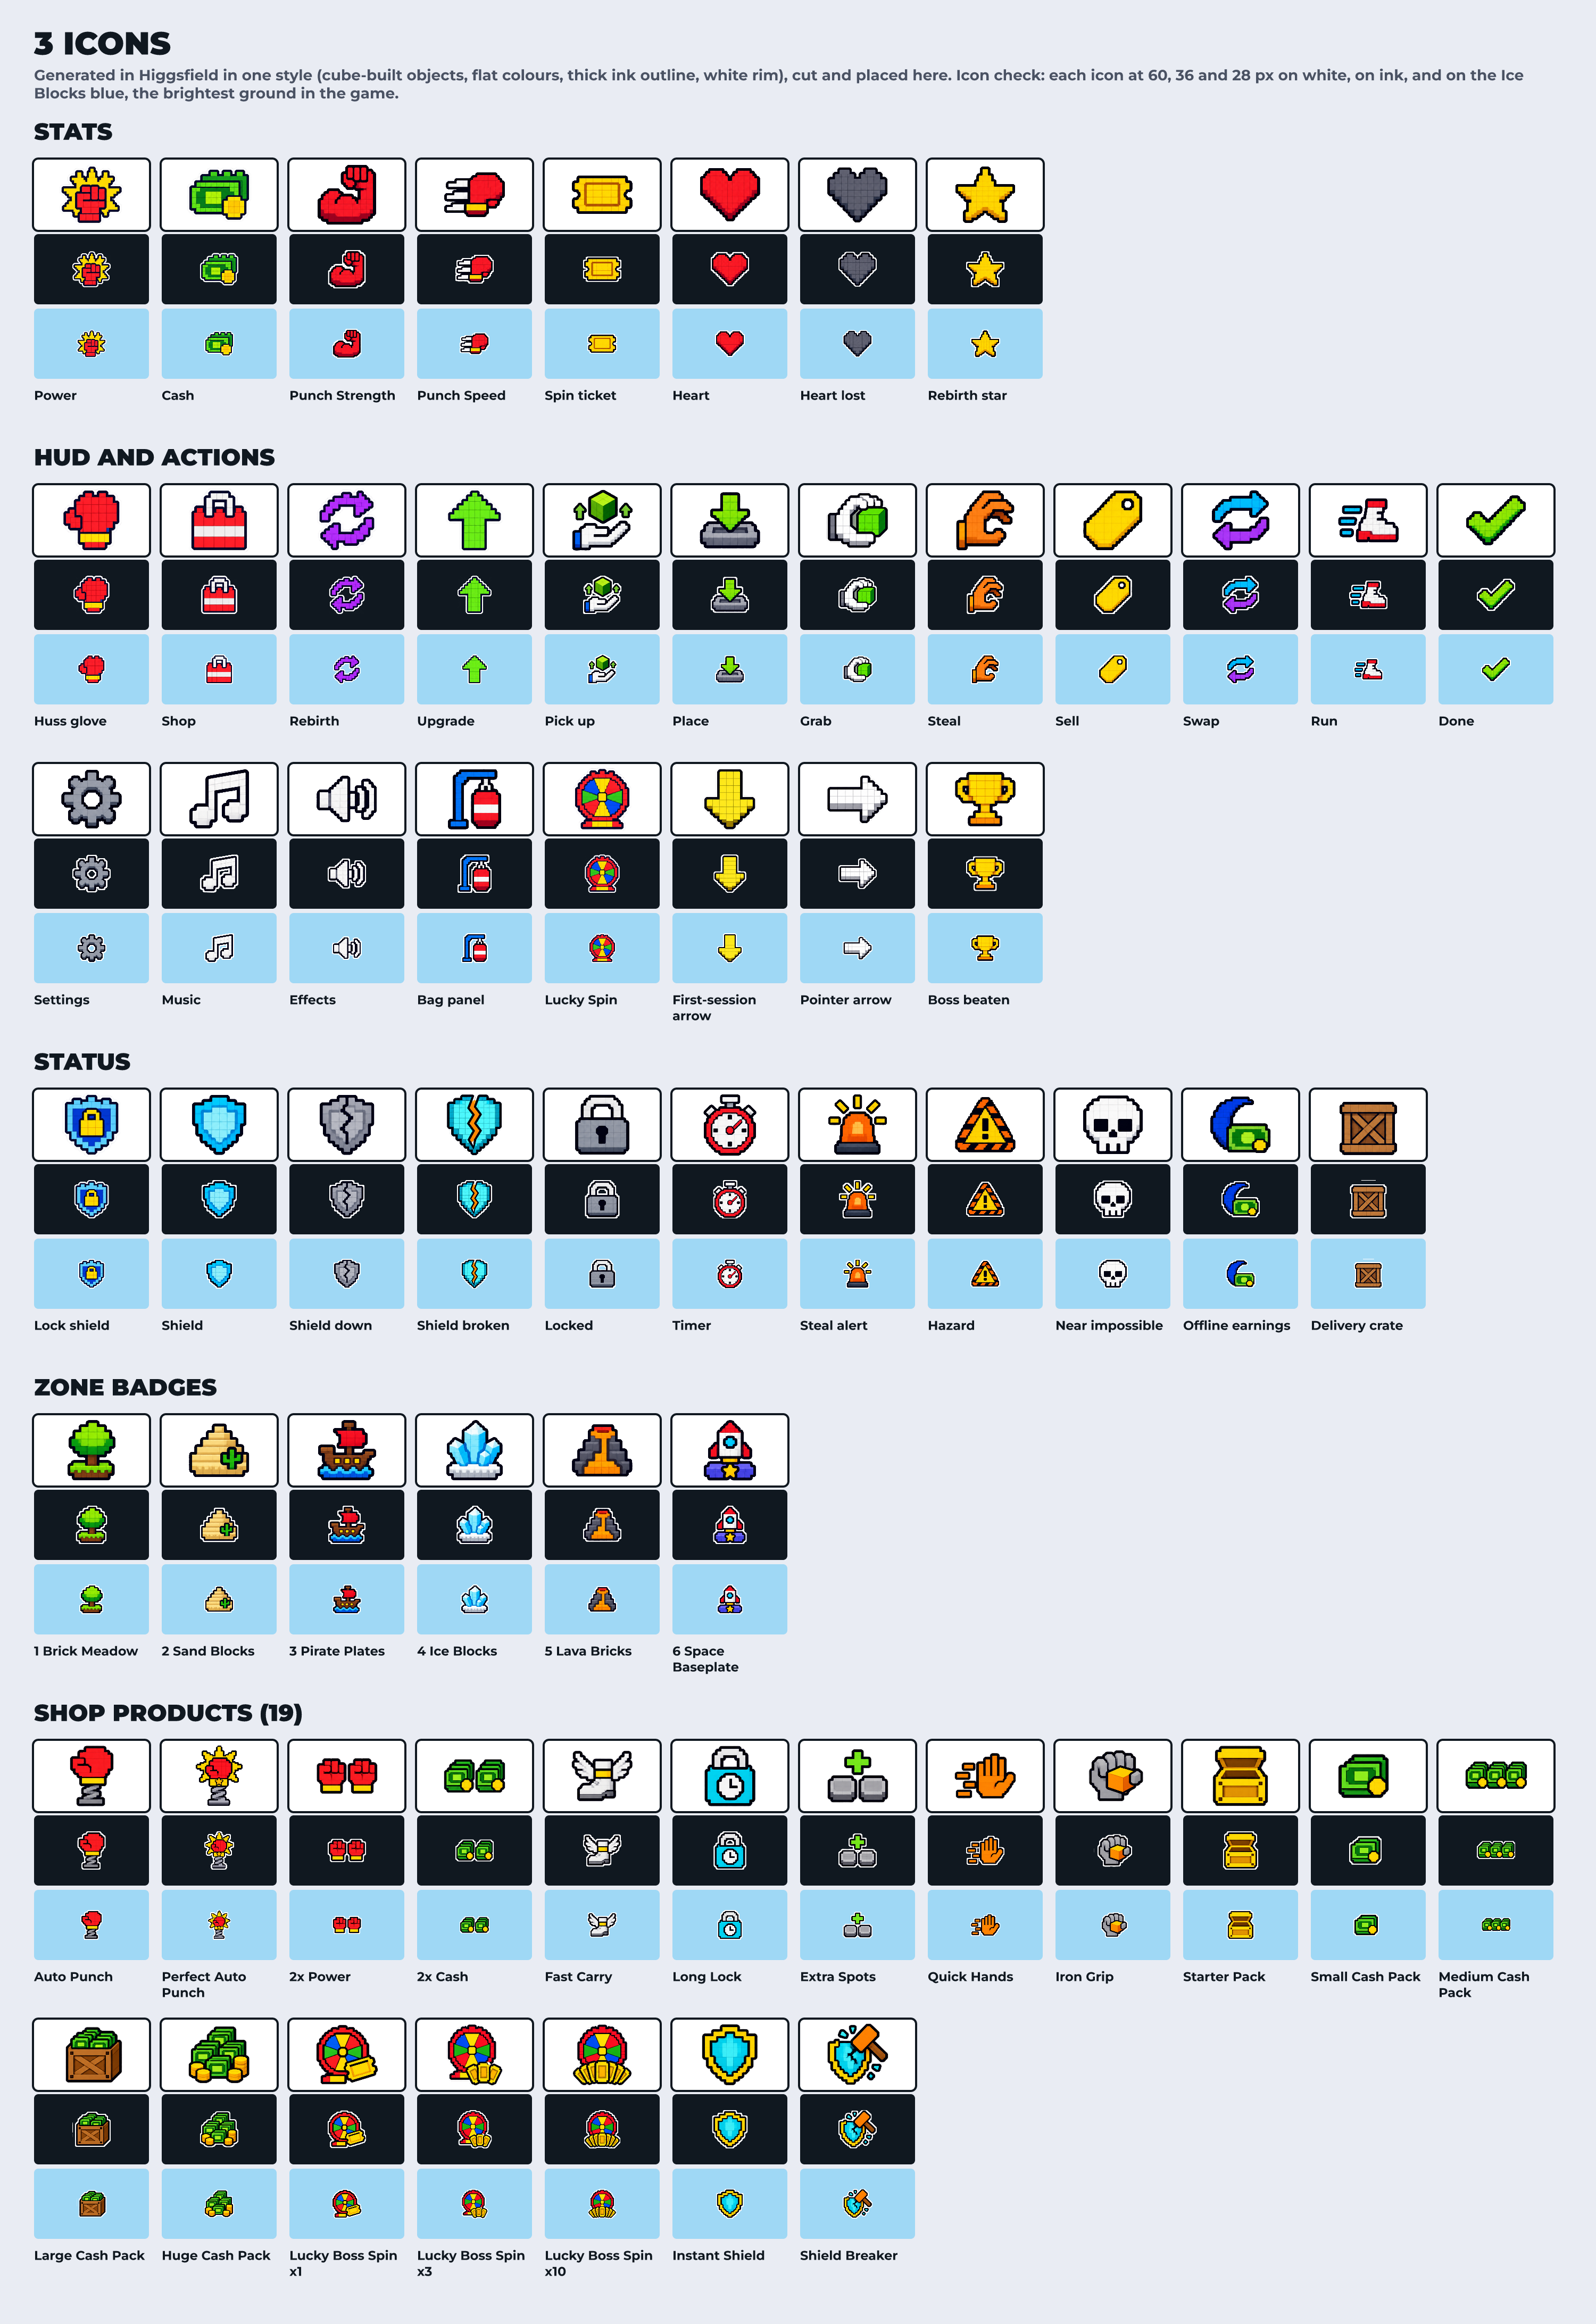 3 ICONS
Generated in Higgsfield in one style (cube-built objects, flat colours, thick ink outline, white rim), cut and placed here. Icon check: each icon at 60, 36 and 28 px on white, on ink, and on the Ice
Blocks blue, the brightest ground in the game.
STATS
Power
Cash
Punch Strength
Punch Speed
Spin ticket
Heart
Heart lost
Rebirth star
HUD AND ACTIONS
Huss glove
Shop
Rebirth
Upgrade
Pick up
Place
Grab
Steal
Sell
Swap
Run
Done
Settings
Music
Effects
Bag panel
Lucky Spin
First-session
arrow
Pointer arrow
Boss beaten
STATUS
Lock shield
Shield
Shield down
Shield broken
Locked
Timer
Steal alert
Hazard
Near impossible
Offline earnings
Delivery crate
ZONE BADGES
1 Brick Meadow
2 Sand Blocks
3 Pirate Plates
4 Ice Blocks
5 Lava Bricks
6 Space
Baseplate
SHOP PRODUCTS (19)
Auto Punch
Perfect Auto
Punch
2x Power
2x Cash
Fast Carry
Long Lock
Extra Spots
Quick Hands
Iron Grip
Starter Pack
Small Cash Pack
Medium Cash
Pack
Large Cash Pack
Huge Cash Pack
Lucky Boss Spin
x1
Lucky Boss Spin
x3
Lucky Boss Spin
x10
Instant Shield
Shield Breaker